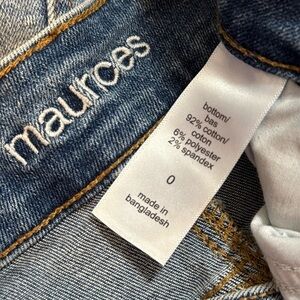 maurices
bottom/
bas
92% cotton/
coton
6% polyester
2% spandex
0
made in
bangladesh